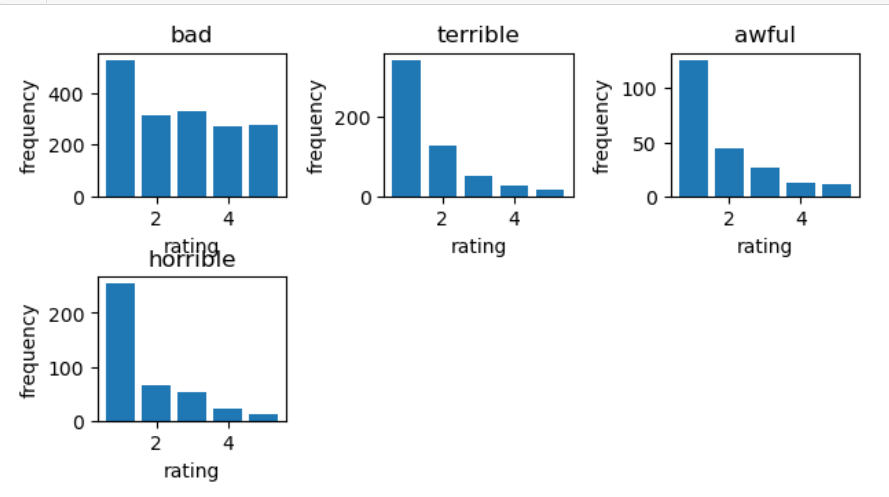 bad
terrible
awful
frequency
400
200
0
2
4
rating
frequency
200
0
2
4
rating
frequency
100
50
0
2
4
rating
horrible
frequency
200
100
0
2
4
rating